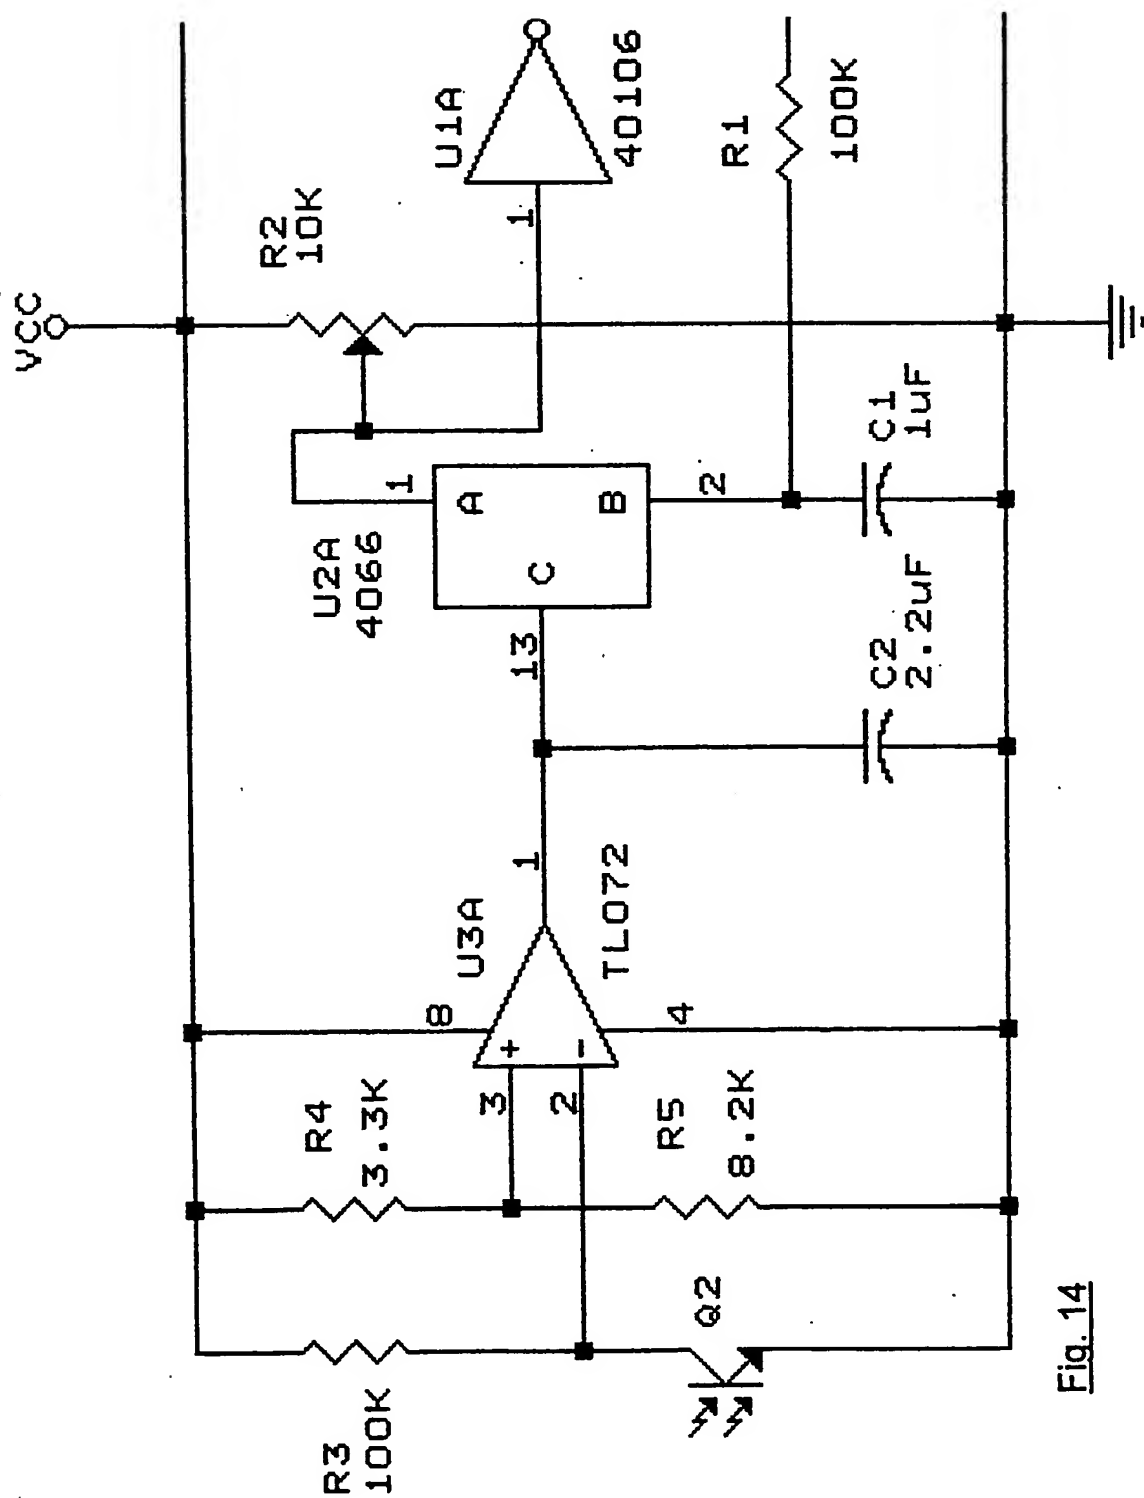 VCC
R2
10K
U1A
40106
1
R1
100K
U2A
4066
1
A
B
C
2
13
C1
1uF
C2
2.2uF
U3A
TL072
1
8
4
3
+
2
-
R4
3.3K
R5
8.2K
R3
100K
Q2
Fig. 14